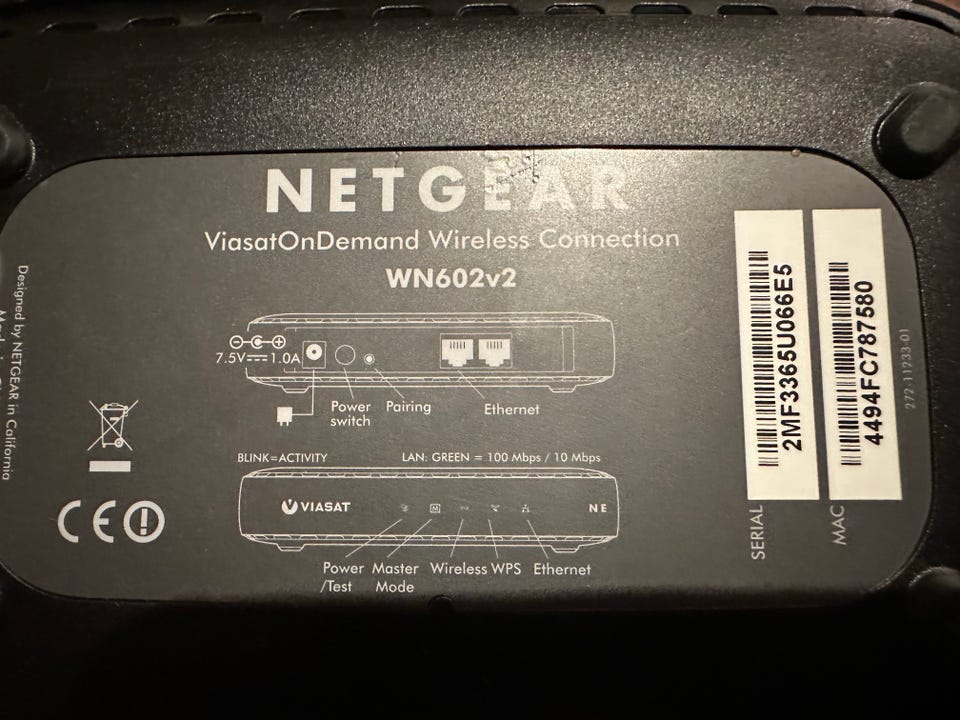 NETGEAR
ViasatOnDemand Wireless Connection
WN602v2
7.5V 1.0A
Power switch
Pairing
Ethernet
BLINK=ACTIVITY
LAN: GREEN = 100 Mbps / 10 Mbps
VIASAT
M
NE
Power /Test
Master Mode
Wireless
WPS
Ethernet
Designed by NETGEAR in California
CE
SERIAL
2MF3365U066E5
MAC
4494FC787580
272-11733-01